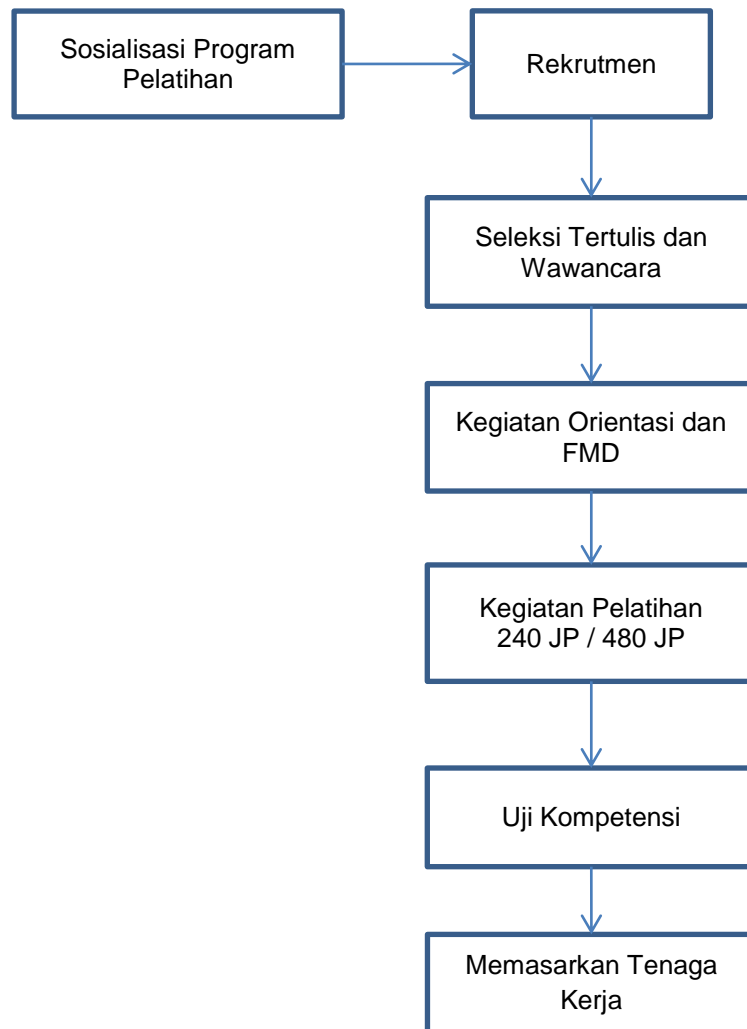 Sosialisasi Program
Pelatihan
Rekrutmen
Seleksi Tertulis dan
Wawancara
Kegiatan Orientasi dan
FMD
Kegiatan Pelatihan
240 JP / 480 JP
Uji Kompetensi
Memasarkan Tenaga
Kerja